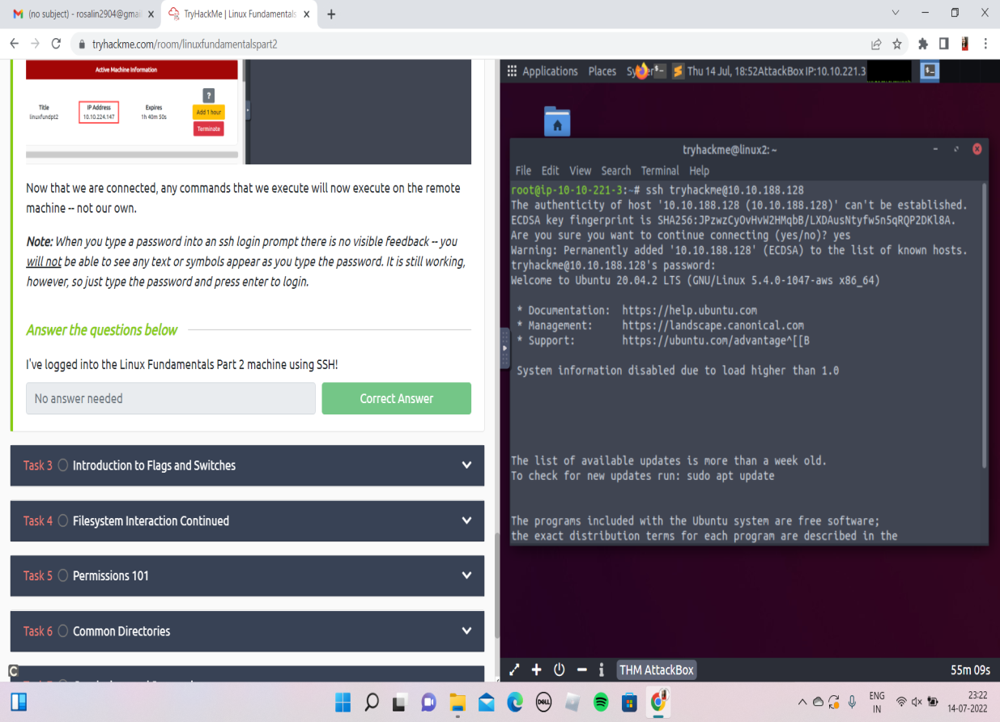 (no subject) - rosalin2904@gmai
TryHackMe | Linux Fundamentals
tryhackme.com/room/linuxfundamentalspart2
Active Machine Information
Title
IP Address
Expires
?
linuxfundpt2
10.10.224.147
1h 40m 50s
Add 1 hour
Terminate
Now that we are connected, any commands that we execute will now execute on the remote
machine -- not our own.
Note: When you type a password into an ssh login prompt there is no visible feedback -- you
will not be able to see any text or symbols appear as you type the password. It is still working,
however, so just type the password and press enter to login.
Answer the questions below
I've logged into the Linux Fundamentals Part 2 machine using SSH!
No answer needed
Correct Answer
Task 3 Introduction to Flags and Switches
Task 4 Filesystem Interaction Continued
Task 5 Permissions 101
Task 6 Common Directories
Applications Places Thu 14 Jul, 18:52 AttackBox IP:10.10.221.3
tryhackme@linux2: ~
File Edit View Search Terminal Help
root@ip-10-10-221-3:~# ssh tryhackme@10.10.188.128
The authenticity of host '10.10.188.128 (10.10.188.128)' can't be established.
ECDSA key fingerprint is SHA256:JPzwzCyOvHvW2HMqbB/LXDAusNtyfw5n5qRQP2DKl8A.
Are you sure you want to continue connecting (yes/no)? yes
Warning: Permanently added '10.10.188.128' (ECDSA) to the list of known hosts.
tryhackme@10.10.188.128's password:
Welcome to Ubuntu 20.04.2 LTS (GNU/Linux 5.4.0-1047-aws x86_64)
* Documentation: https://help.ubuntu.com
* Management: https://landscape.canonical.com
* Support: https://ubuntu.com/advantage^[[B
System information disabled due to load higher than 1.0
The list of available updates is more than a week old.
To check for new updates run: sudo apt update
The programs included with the Ubuntu system are free software;
the exact distribution terms for each program are described in the
THM AttackBox
55m 09s
DELL
ENG
IN
23:22
14-07-2022